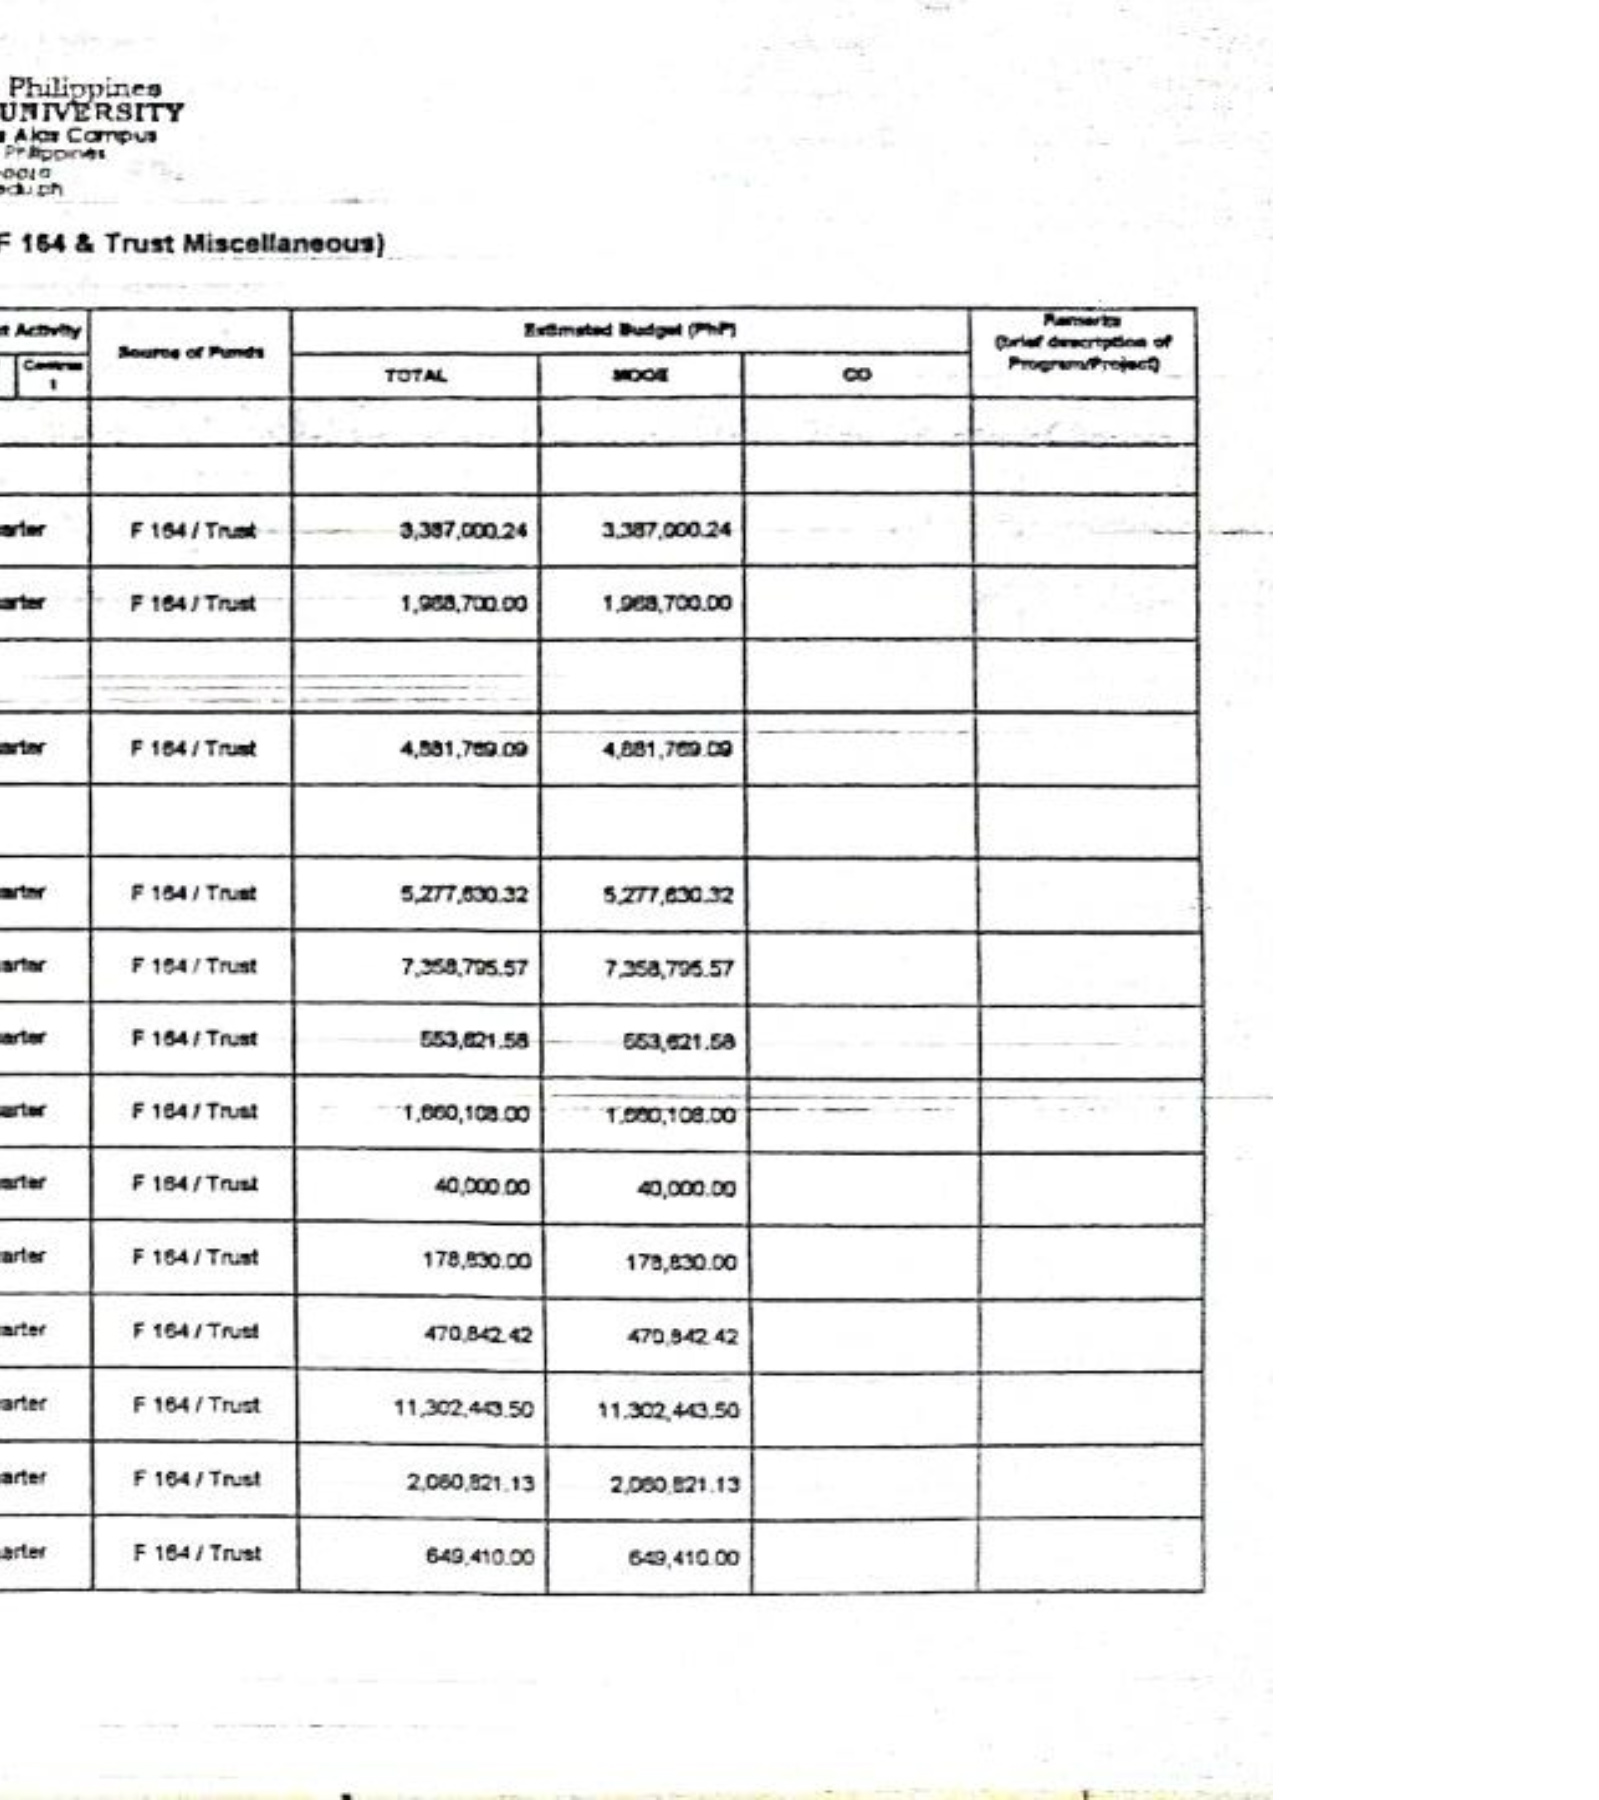 Philippines
UNIVERSITY
s Alas Campus
Philippines
edu.ph
F 164 & Trust Miscellaneous)
t Activity
Source of Funds
Estimated Budget (PhP)
Remarks
(brief description of
Program/Project)
TOTAL
MOOE
CO
arter F 164 / Trust 3,387,000.24 3,387,000.24
arter F 164 / Trust 1,968,700.00 1,968,700.00
arter F 164 / Trust 4,881,769.09 4,881,769.09
arter F 164 / Trust 5,277,630.32 5,277,630.32
arter F 164 / Trust 7,358,795.57 7,358,795.57
arter F 164 / Trust 553,621.58 553,621.58
arter F 164 / Trust 1,660,108.00 1,660,108.00
arter F 164 / Trust 40,000.00 40,000.00
arter F 164 / Trust 178,830.00 178,830.00
arter F 164 / Trust 470,842.42 470,842.42
arter F 164 / Trust 11,302,443.50 11,302,443.50
arter F 164 / Trust 2,060,821.13 2,060,821.13
arter F 164 / Trust 649,410.00 649,410.00